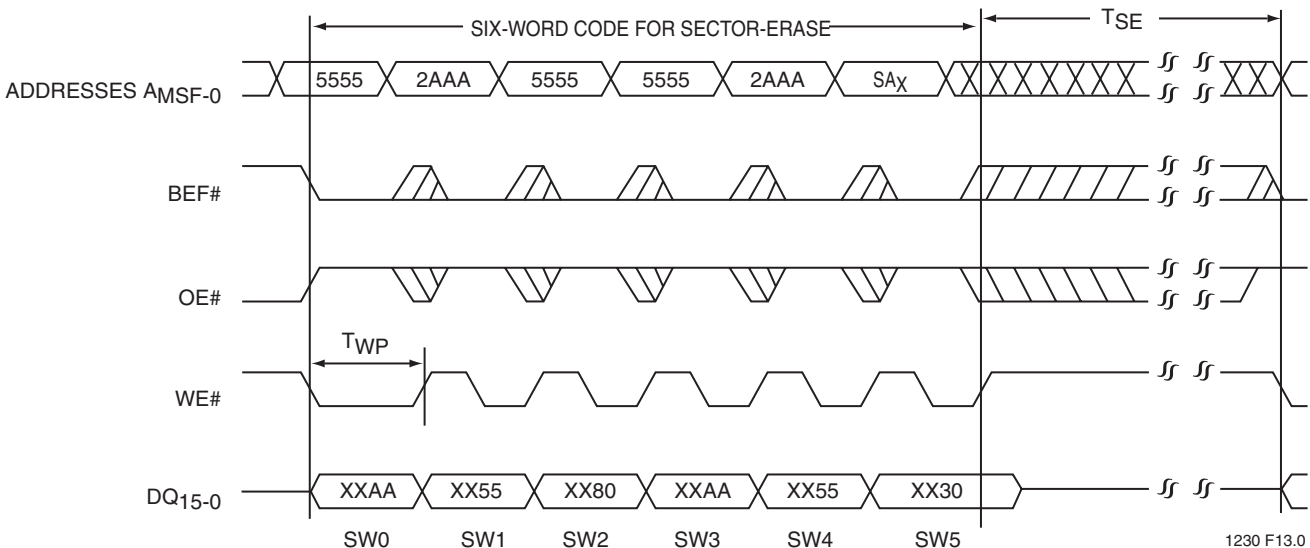 SIX-WORD CODE FOR SECTOR-ERASE
TSE
ADDRESSES AMSF-0
5555 2AAA 5555 5555 2AAA SAX
BEF#
OE#
TWP
WE#
DQ15-0
XXAA XX55 XX80 XXAA XX55 XX30
SW0 SW1 SW2 SW3 SW4 SW5
1230 F13.0